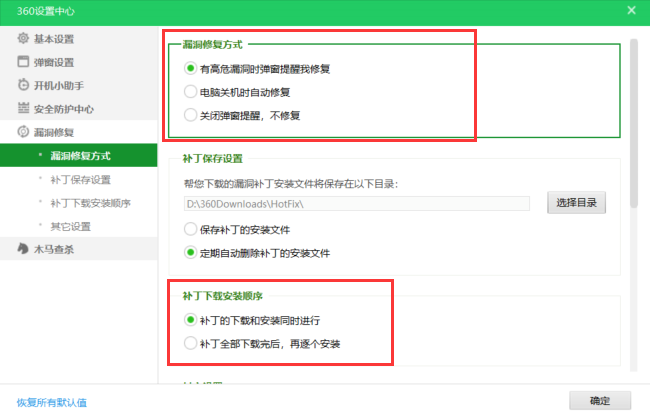 360设置中心
基本设置
弹窗设置
开机小助手
安全防护中心
漏洞修复
漏洞修复方式
补丁保存设置
补丁下载安装顺序
其它设置
木马查杀
漏洞修复方式
有高危漏洞时弹窗提醒我修复
电脑关机时自动修复
关闭弹窗提醒，不修复
补丁保存设置
帮您下载的漏洞补丁安装文件将保存在以下目录：
D:\360Downloads\HotFix\
选择目录
保存补丁的安装文件
定期自动删除补丁的安装文件
补丁下载安装顺序
补丁的下载和安装同时进行
补丁全部下载完后，再逐个安装
恢复所有默认值
确定